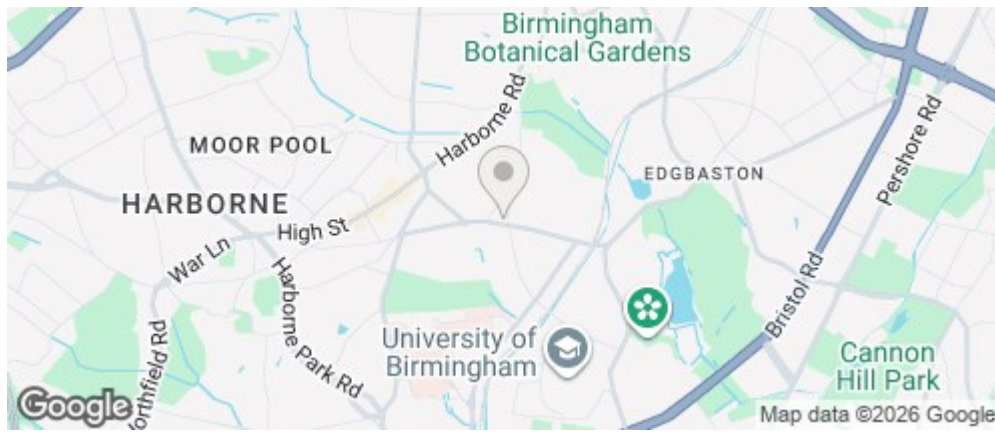 Birmingham
Botanical Gardens
Harborne Rd
Pershore Rd
MOOR POOL
EDGBASTON
HARBORNE
High St
War Ln
Harborne Park Rd
Bristol Rd
Northfield Rd
University of
Birmingham
Cannon
Hill Park
Google
Map data ©2026 Google